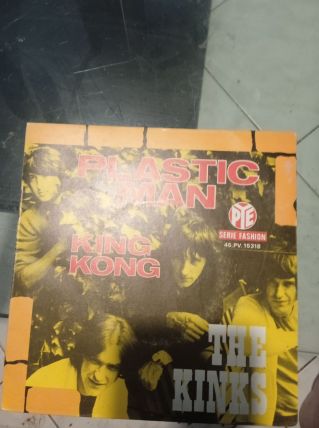 PLASTIC
MAN
PYE
SERIE FASHION
45.PV.15318
KING
KONG
THE
KINKS